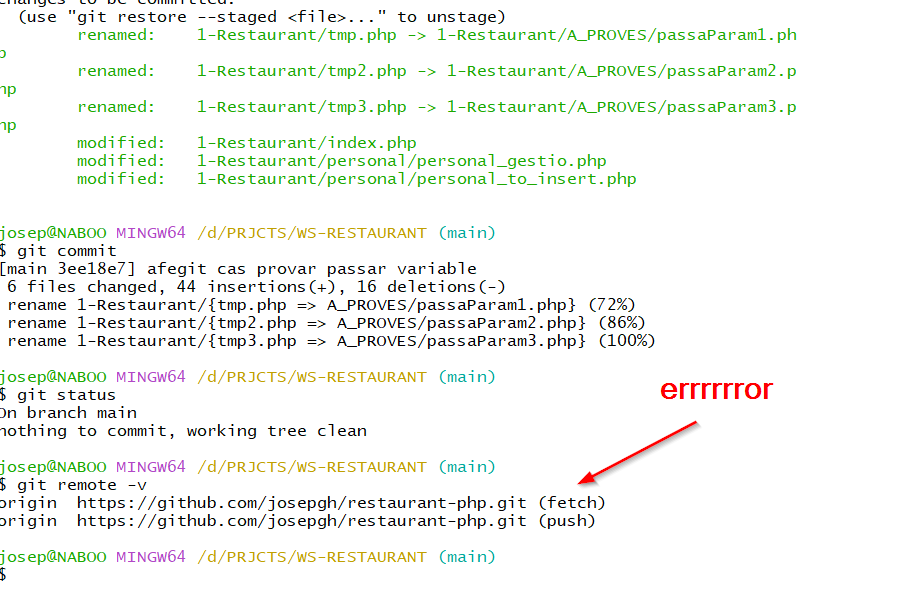 changes to be committed:
  (use "git restore --staged <file>..." to unstage)
        renamed:    1-Restaurant/tmp.php -> 1-Restaurant/A_PROVES/passaParam1.ph
p
        renamed:    1-Restaurant/tmp2.php -> 1-Restaurant/A_PROVES/passaParam2.p
hp
        renamed:    1-Restaurant/tmp3.php -> 1-Restaurant/A_PROVES/passaParam3.p
hp
        modified:   1-Restaurant/index.php
        modified:   1-Restaurant/personal/personal_gestio.php
        modified:   1-Restaurant/personal/personal_to_insert.php
josep@NABOO MINGW64 /d/PRJCTS/WS-RESTAURANT (main)
$ git commit
[main 3ee18e7] afegit cas provar passar variable
 6 files changed, 44 insertions(+), 16 deletions(-)
 rename 1-Restaurant/{tmp.php => A_PROVES/passaParam1.php} (72%)
 rename 1-Restaurant/{tmp2.php => A_PROVES/passaParam2.php} (86%)
 rename 1-Restaurant/{tmp3.php => A_PROVES/passaParam3.php} (100%)
josep@NABOO MINGW64 /d/PRJCTS/WS-RESTAURANT (main)
$ git status
On branch main
nothing to commit, working tree clean
errrrrror
josep@NABOO MINGW64 /d/PRJCTS/WS-RESTAURANT (main)
$ git remote -v
origin  https://github.com/josepgh/restaurant-php.git (fetch)
origin  https://github.com/josepgh/restaurant-php.git (push)
josep@NABOO MINGW64 /d/PRJCTS/WS-RESTAURANT (main)
$